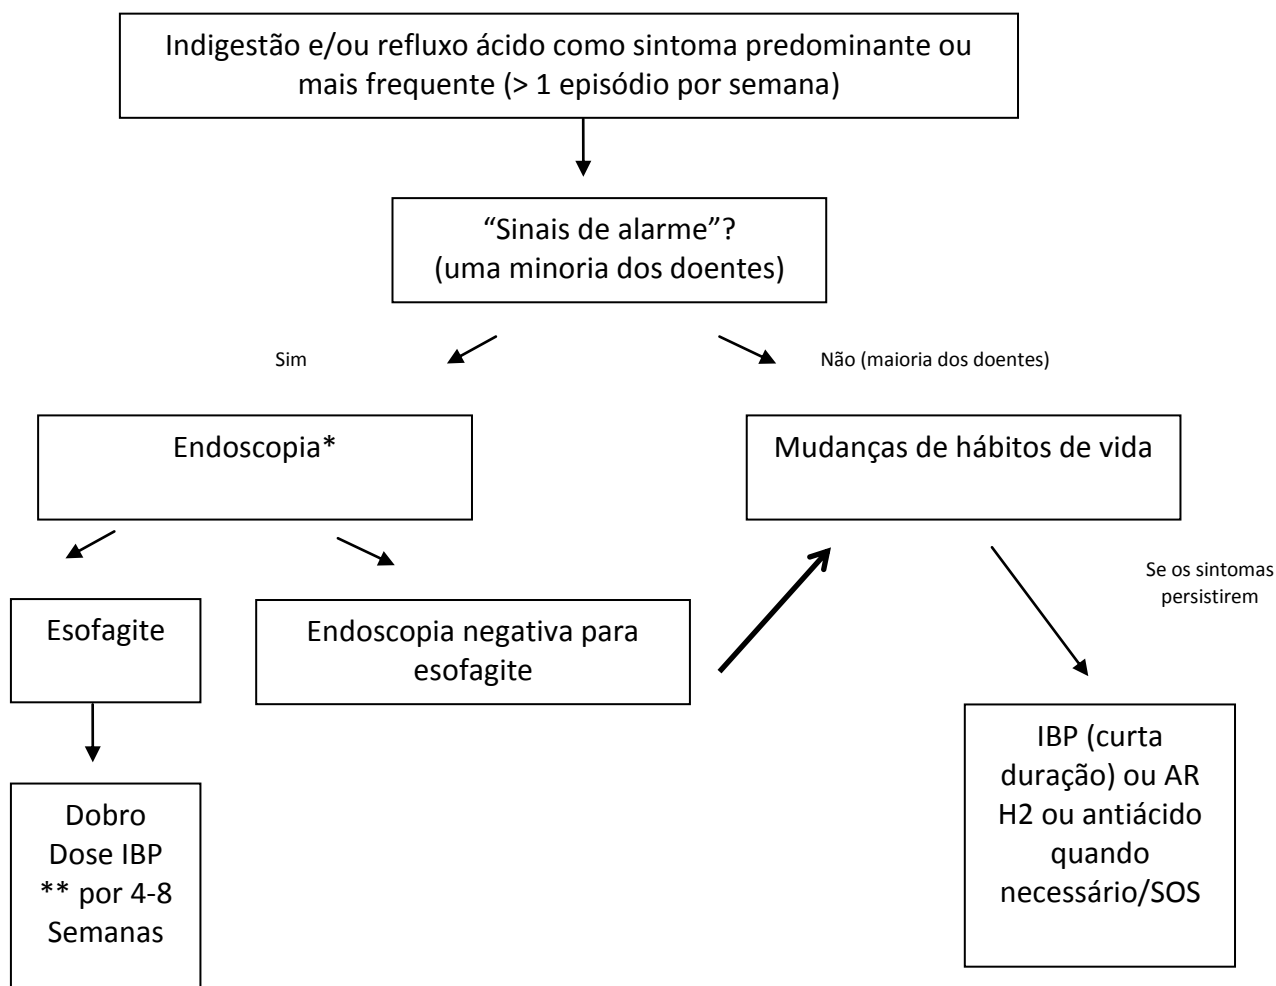 Indigestão e/ou refluxo ácido como sintoma predominante ou
mais frequente (> 1 episódio por semana)
“Sinais de alarme”?
(uma minoria dos doentes)
Sim
Não (maioria dos doentes)
Endoscopia*
Mudanças de hábitos de vida
Se os sintomas
persistirem
Esofagite
Endoscopia negativa para
esofagite
IBP (curta
duração) ou AR
H2 ou antiácido
quando
necessário/SOS
Dobro
Dose IBP
** por 4-8
Semanas